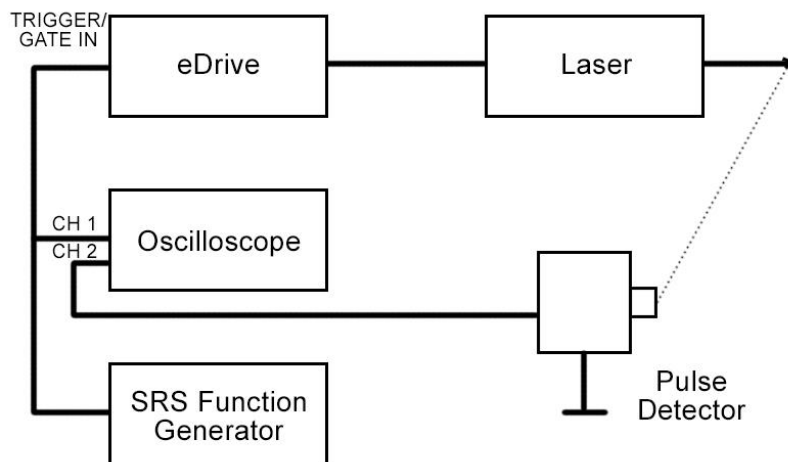 TRIGGER/
GATE IN
eDrive
Laser
CH 1
CH 2
Oscilloscope
SRS Function
Generator
Pulse
Detector